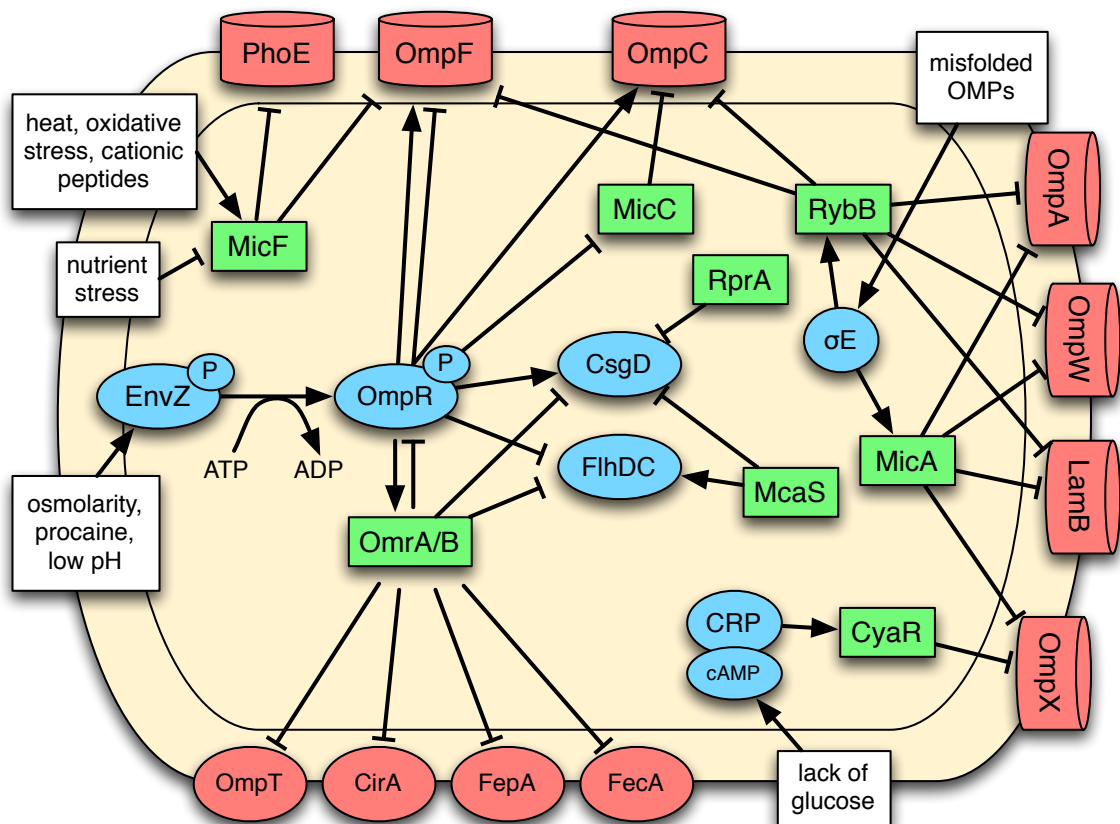 PhoE
OmpF
OmpC
misfolded
OMPs
heat, oxidative
stress, cationic
peptides
OmpA
MicF
MicC
RybB
nutrient
stress
RprA
OmpW
σE
CsgD
P
P
EnvZ
OmpR
ATP
ADP
FlhDC
MicA
McaS
LamB
osmolarity,
procaine,
low pH
OmrA/B
CRP
cAMP
CyaR
OmpX
OmpT
CirA
FepA
FecA
lack of
glucose